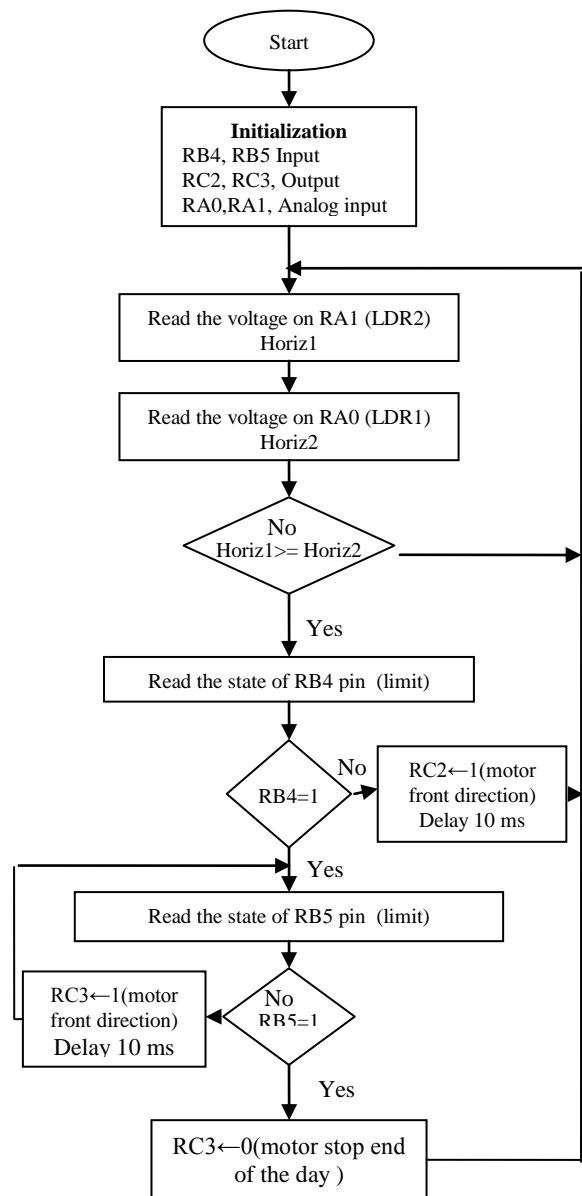 Start
Initialization
RB4, RB5 Input
RC2, RC3, Output
RA0,RA1, Analog input
Read the voltage on RA1 (LDR2)
Horiz1
Read the voltage on RA0 (LDR1)
Horiz2
No
Horiz1>= Horiz2
Yes
Read the state of RB4 pin (limit)
No
RB4=1
RC2←1(motor
front direction)
Delay 10 ms
Yes
Read the state of RB5 pin (limit)
RC3←1(motor
front direction)
Delay 10 ms
No
RB5=1
Yes
RC3←0(motor stop end
of the day )